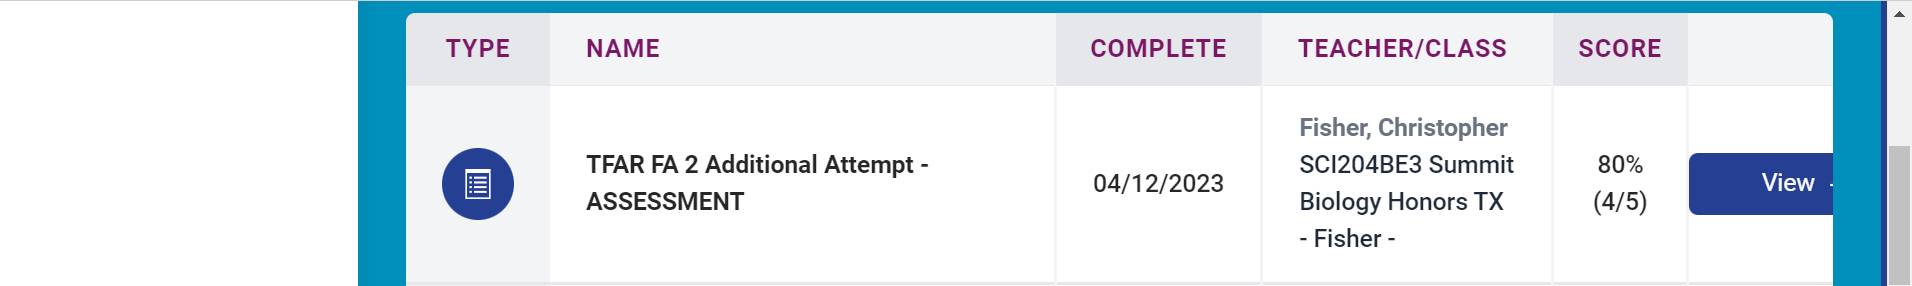 TYPE NAME COMPLETE TEACHER/CLASS SCORE
TFAR FA 2 Additional Attempt -
ASSESSMENT
04/12/2023
Fisher, Christopher
SCI204BE3 Summit
Biology Honors TX
- Fisher -
80%
(4/5)
View